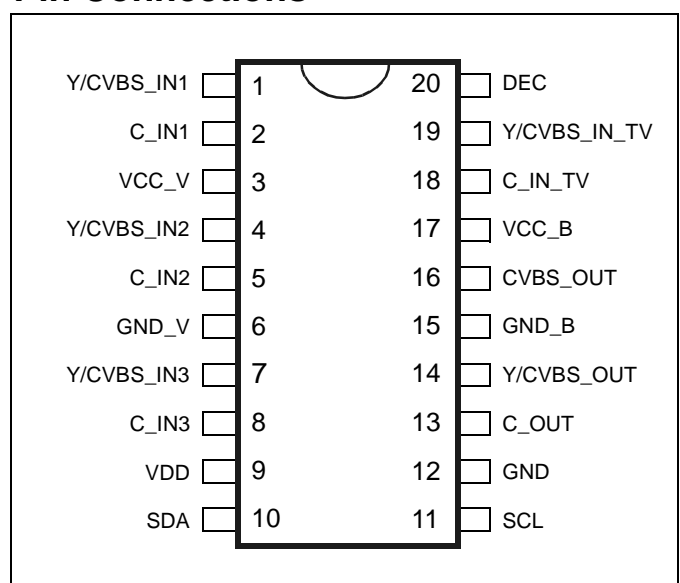 Y/CVBS_IN1 1 20 DEC
C_IN1 2 19 Y/CVBS_IN_TV
VCC_V 3 18 C_IN_TV
Y/CVBS_IN2 4 17 VCC_B
C_IN2 5 16 CVBS_OUT
GND_V 6 15 GND_B
Y/CVBS_IN3 7 14 Y/CVBS_OUT
C_IN3 8 13 C_OUT
VDD 9 12 GND
SDA 10 11 SCL